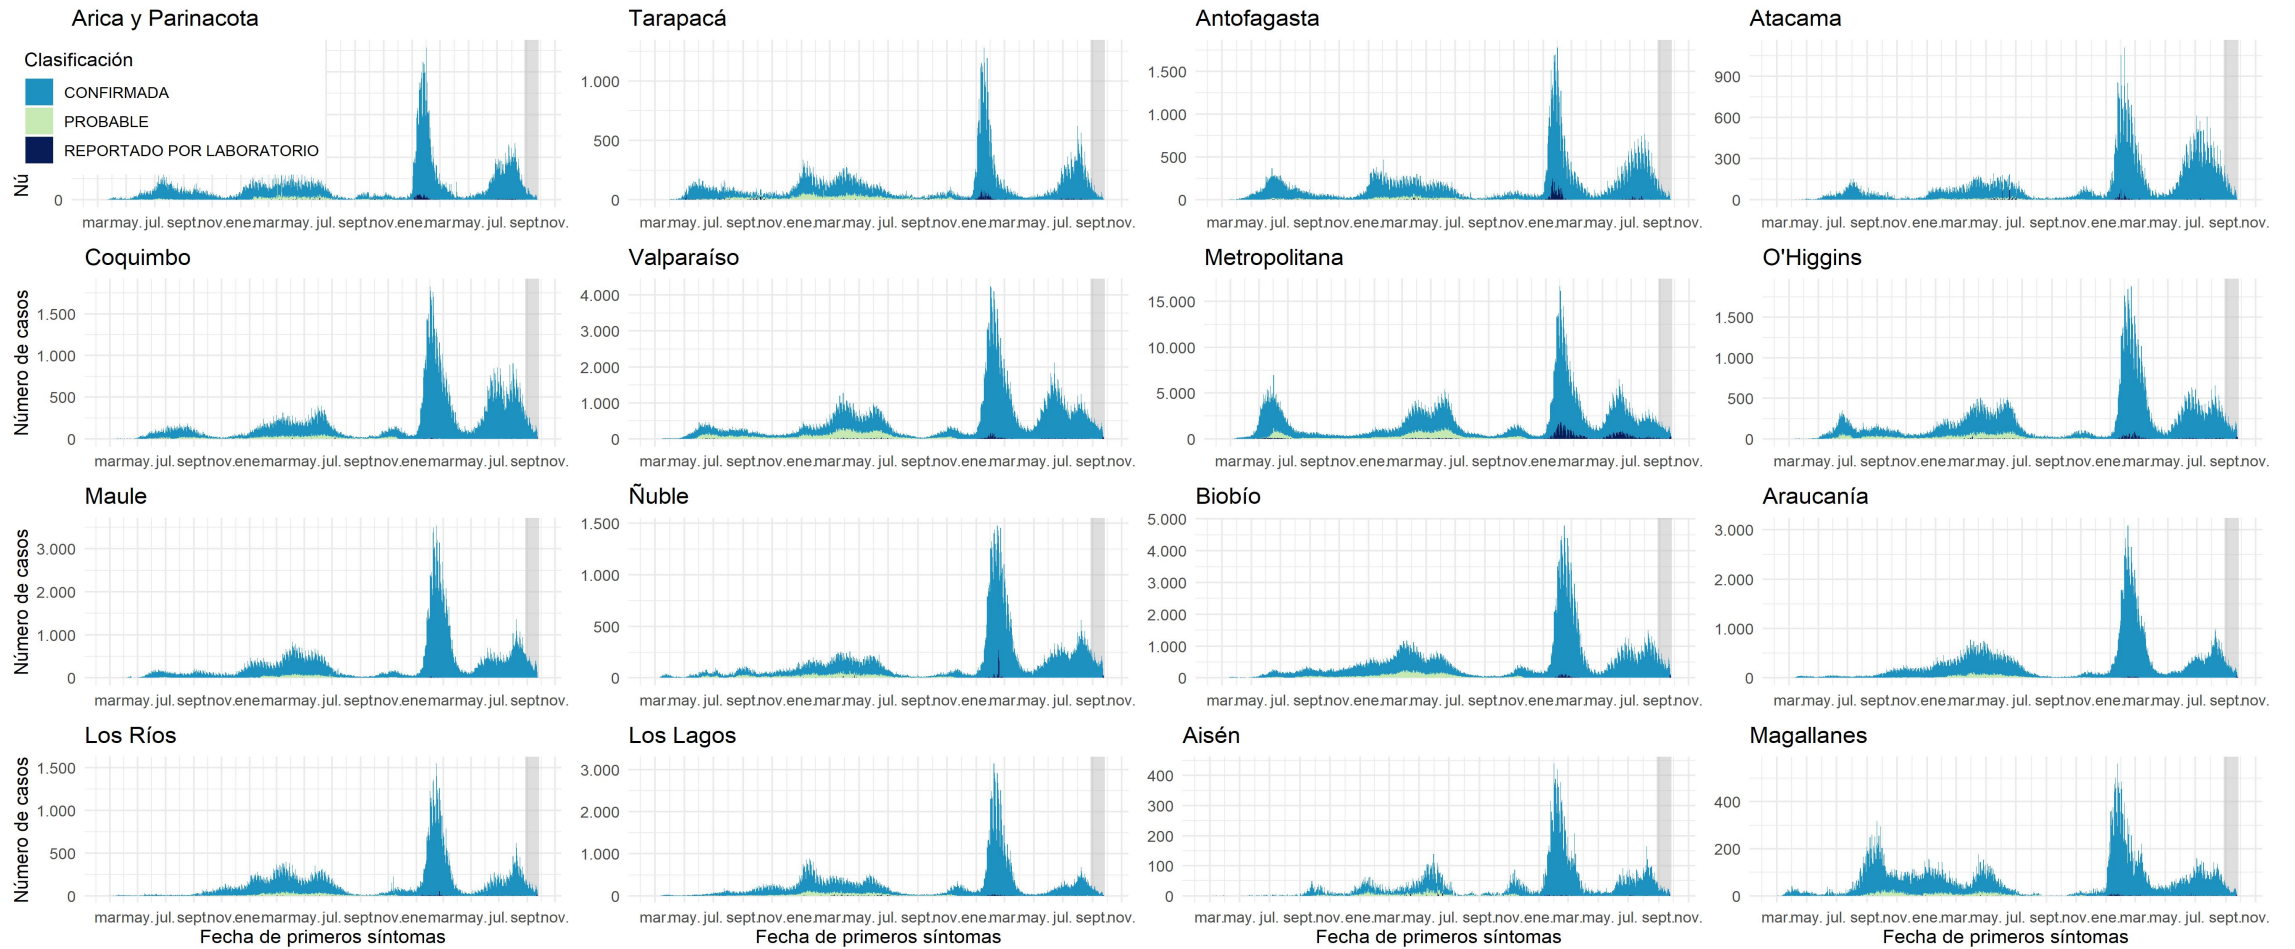 Arica y Parinacota
Clasificación
CONFIRMADA
PROBABLE
REPORTADO POR LABORATORIO
Nú
0
mar.may. jul. sept.nov.ene.mar.may. jul. sept.nov.ene.mar.may. jul. sept.nov.
Tarapacá
1.000
500
0
mar.may. jul. sept.nov.ene.mar.may. jul. sept.nov.ene.mar.may. jul. sept.nov.
Antofagasta
1.500
1.000
500
0
mar.may. jul. sept.nov.ene.mar.may. jul. sept.nov.ene.mar.may. jul. sept.nov.
Atacama
900
600
300
0
mar.may. jul. sept.nov.ene.mar.may. jul. sept.nov.ene.mar.may. jul. sept.nov.
Coquimbo
Número de casos
1.500
1.000
500
0
mar.may. jul. sept.nov.ene.mar.may. jul. sept.nov.ene.mar.may. jul. sept.nov.
Valparaíso
4.000
3.000
2.000
1.000
0
mar.may. jul. sept.nov.ene.mar.may. jul. sept.nov.ene.mar.may. jul. sept.nov.
Metropolitana
15.000
10.000
5.000
0
mar.may. jul. sept.nov.ene.mar.may. jul. sept.nov.ene.mar.may. jul. sept.nov.
O'Higgins
1.500
1.000
500
0
mar.may. jul. sept.nov.ene.mar.may. jul. sept.nov.ene.mar.may. jul. sept.nov.
Maule
Número de casos
3.000
2.000
1.000
0
mar.may. jul. sept.nov.ene.mar.may. jul. sept.nov.ene.mar.may. jul. sept.nov.
Ñuble
1.500
1.000
500
0
mar.may. jul. sept.nov.ene.mar.may. jul. sept.nov.ene.mar.may. jul. sept.nov.
Biobío
5.000
4.000
3.000
2.000
1.000
0
mar.may. jul. sept.nov.ene.mar.may. jul. sept.nov.ene.mar.may. jul. sept.nov.
Araucanía
3.000
2.000
1.000
0
mar.may. jul. sept.nov.ene.mar.may. jul. sept.nov.ene.mar.may. jul. sept.nov.
Los Ríos
Número de casos
1.500
1.000
500
0
mar.may. jul. sept.nov.ene.mar.may. jul. sept.nov.ene.mar.may. jul. sept.nov.
Fecha de primeros síntomas
Los Lagos
3.000
2.000
1.000
0
mar.may. jul. sept.nov.ene.mar.may. jul. sept.nov.ene.mar.may. jul. sept.nov.
Fecha de primeros síntomas
Aisén
400
300
200
100
0
mar.may. jul. sept.nov.ene.mar.may. jul. sept.nov.ene.mar.may. jul. sept.nov.
Fecha de primeros síntomas
Magallanes
400
200
0
mar.may. jul. sept.nov.ene.mar.may. jul. sept.nov.ene.mar.may. jul. sept.nov.
Fecha de primeros síntomas